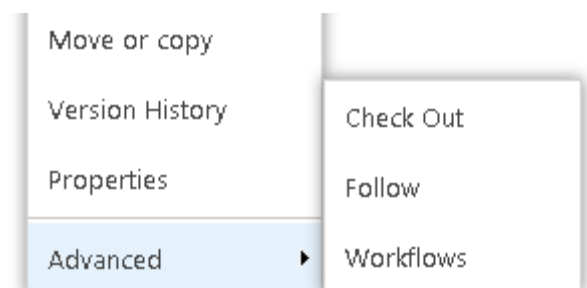 Move or copy
Version History
Properties
Advanced
Check Out
Follow
Workflows